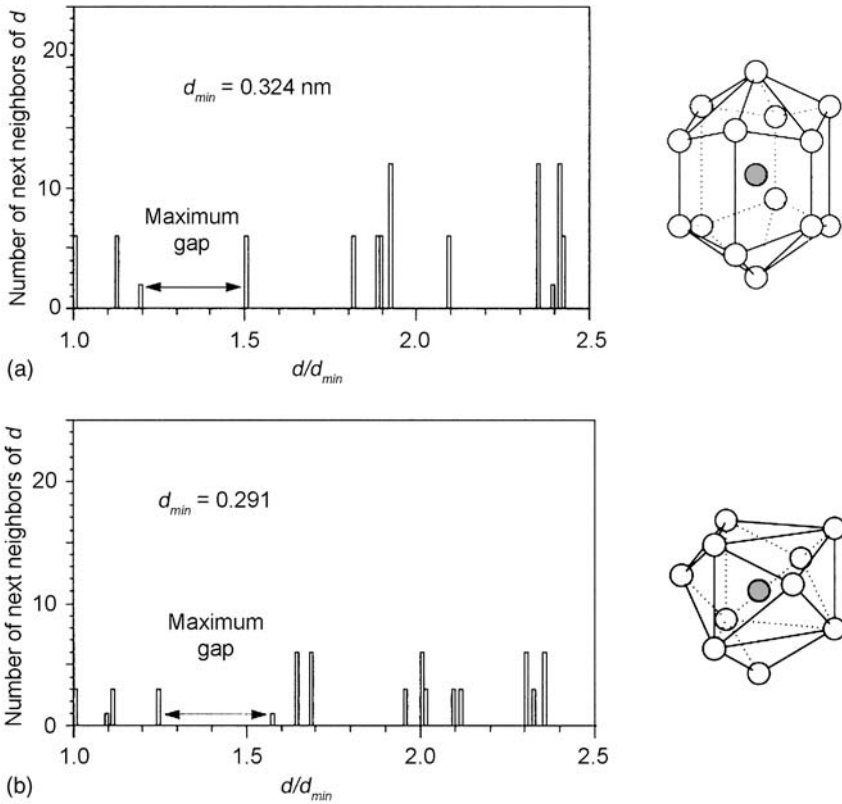 Number of next neighbors of d
20
10
0
d_min = 0.324 nm
Maximum
gap
1.0 1.5 2.0 2.5
d/d_min
(a)
Number of next neighbors of d
20
10
0
d_min = 0.291
Maximum
gap
1.0 1.5 2.0 2.5
d/d_min
(b)